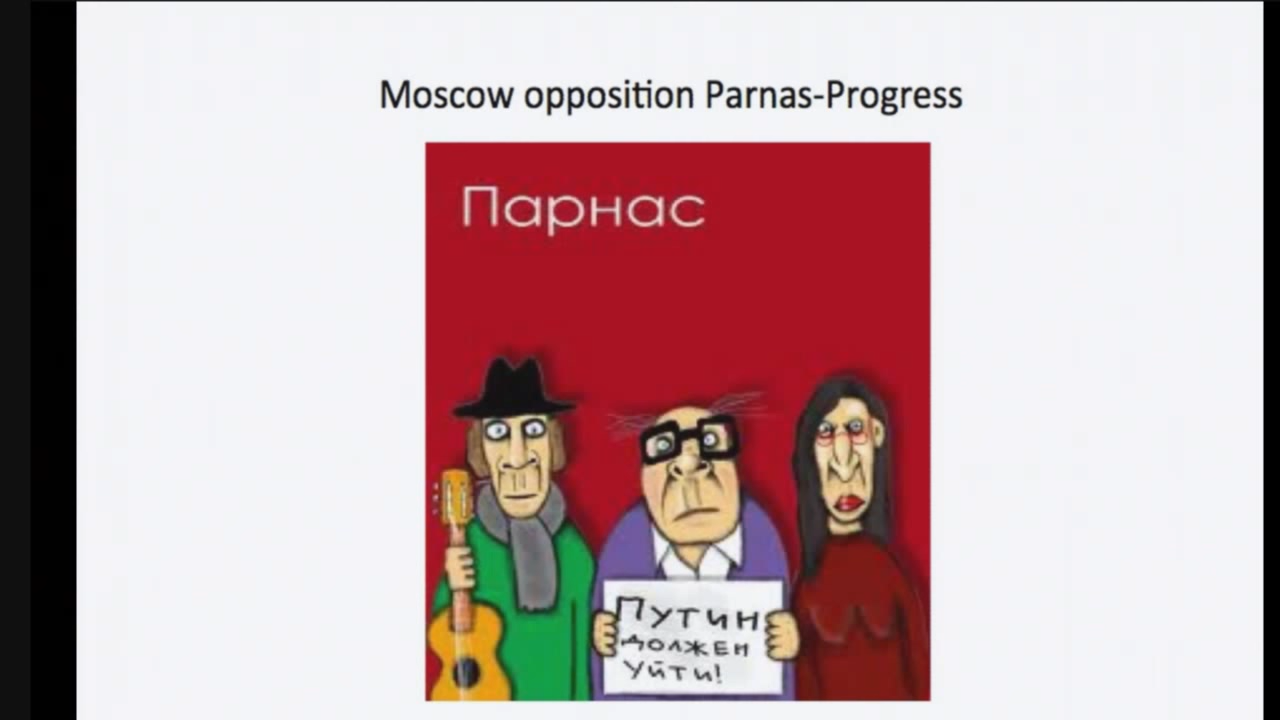 Moscow opposition Parnas-Progress
Парнас
Путин
должен
уйти!